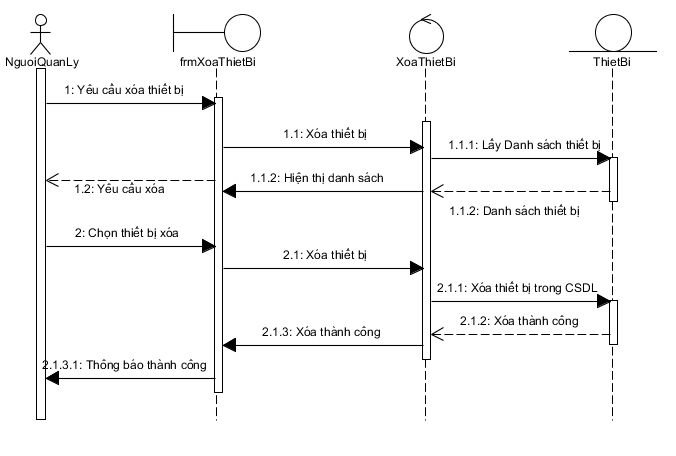 NguoiQuanLy
frmXoaThietBi
XoaThietBi
ThietBi
1: Yêu cầu xóa thiết bị
1.1: Xóa thiết bị
1.1.1: Lấy Danh sách thiết bị
1.1.2: Hiện thị danh sách
1.2: Yêu cầu xóa
1.1.2: Danh sách thiết bị
2: Chọn thiết bị xóa
2.1: Xóa thiết bị
2.1.1: Xóa thiết bị trong CSDL
2.1.2: Xóa thành công
2.1.3: Xóa thành công
2.1.3.1: Thông báo thành công